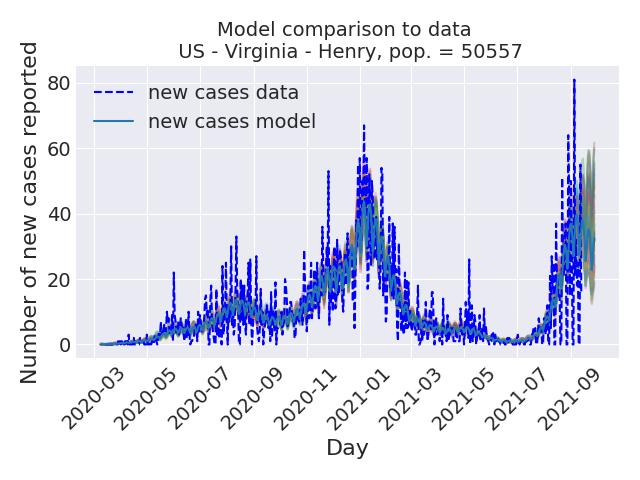 Model comparison to data
US - Virginia - Henry, pop. = 50557
Number of new cases reported
80
60
40
20
0
new cases data
new cases model
2020-03
2020-05
2020-07
2020-09
2020-11
2021-01
2021-03
2021-05
2021-07
2021-09
Day